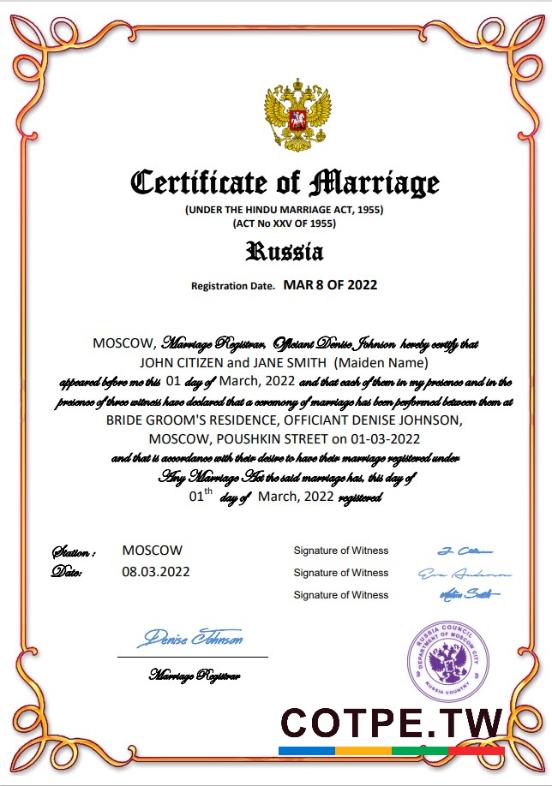 Certificate of Marriage
(UNDER THE HINDU MARRIAGE ACT, 1955)
(ACT No XXV OF 1955)
Russia
Registration Date. MAR 8 OF 2022
MOSCOW, Marriage Registrar, Officiant Denise Johnson hereby certify that
JOHN CITIZEN and JANE SMITH (Maiden Name)
appeared before me this 01 day of March, 2022 and that each of them in my presence and in the
presence of three witness have declared that a ceremony of marriage has been performed between them at
BRIDE GROOM'S RESIDENCE, OFFICIANT DENISE JOHNSON,
MOSCOW, POUSHKIN STREET on 01-03-2022
and that is accordance with their desire to have their marriage registered under
Any Marriage Act the said marriage has, this day of
01th day of March, 2022 registered
Station : MOSCOW
Date: 08.03.2022
Signature of Witness
Signature of Witness Eva Anderson
Signature of Witness
Denise Johnson
Marriage Registrar
RUSSIA COUNCIL
DEPARTMENT OF MOSCOW CITY
RUSSIA COUNTRY
COTPE.TW